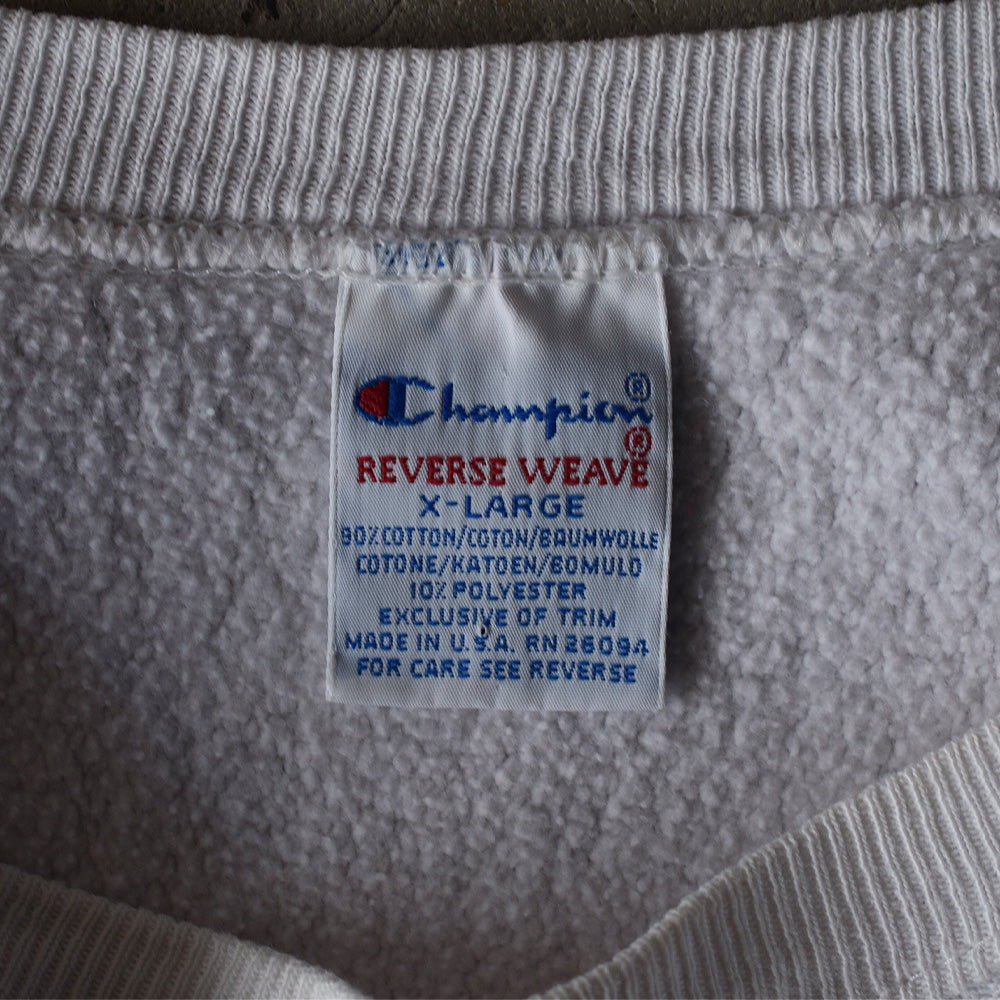 Champion®
REVERSE WEAVE®
X-LARGE
90% COTTON/COTON/BAUMWOLLE
COTONE/KATOEN/BOMULD
10% POLYESTER
EXCLUSIVE OF TRIM
MADE IN U.S.A. RN 26094
FOR CARE SEE REVERSE